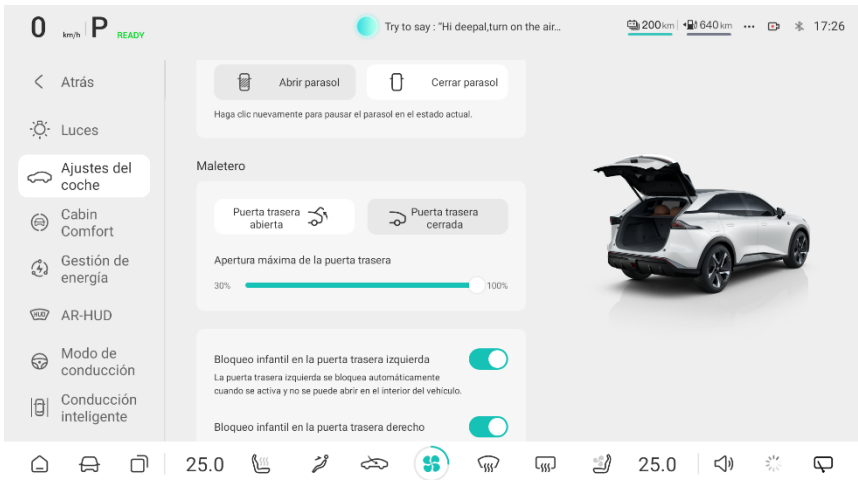 0 km/h P READY
Try to say : "Hi deepal,turn on the air...
200km 640km ... 17:26
Atrás
Luces
Ajustes del
coche
Cabin
Comfort
Gestión de
energía
HUD AR-HUD
Modo de
conducción
Conducción
inteligente
Abrir parasol
Cerrar parasol
Haga clic nuevamente para pausar el parasol en el estado actual.
Maletero
Puerta trasera
abierta
Puerta trasera
cerrada
Apertura máxima de la puerta trasera
30% 100%
Bloqueo infantil en la puerta trasera izquierda
La puerta trasera izquierda se bloquea automáticamente
cuando se activa y no se puede abrir en el interior del vehículo.
Bloqueo infantil en la puerta trasera derecho
25.0 25.0